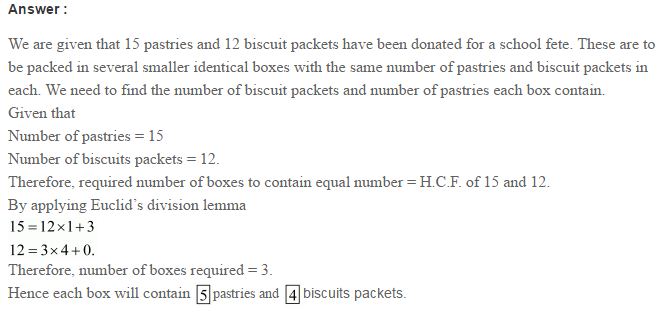 Answer :
We are given that 15 pastries and 12 biscuit packets have been donated for a school fete. These are to
be packed in several smaller identical boxes with the same number of pastries and biscuit packets in
each. We need to find the number of biscuit packets and number of pastries each box contain.
Given that
Number of pastries = 15
Number of biscuits packets = 12.
Therefore, required number of boxes to contain equal number = H.C.F. of 15 and 12.
By applying Euclid’s division lemma
15 = 12×1+3
12 = 3×4+0.
Therefore, number of boxes required = 3.
Hence each box will contain 5 pastries and 4 biscuits packets.